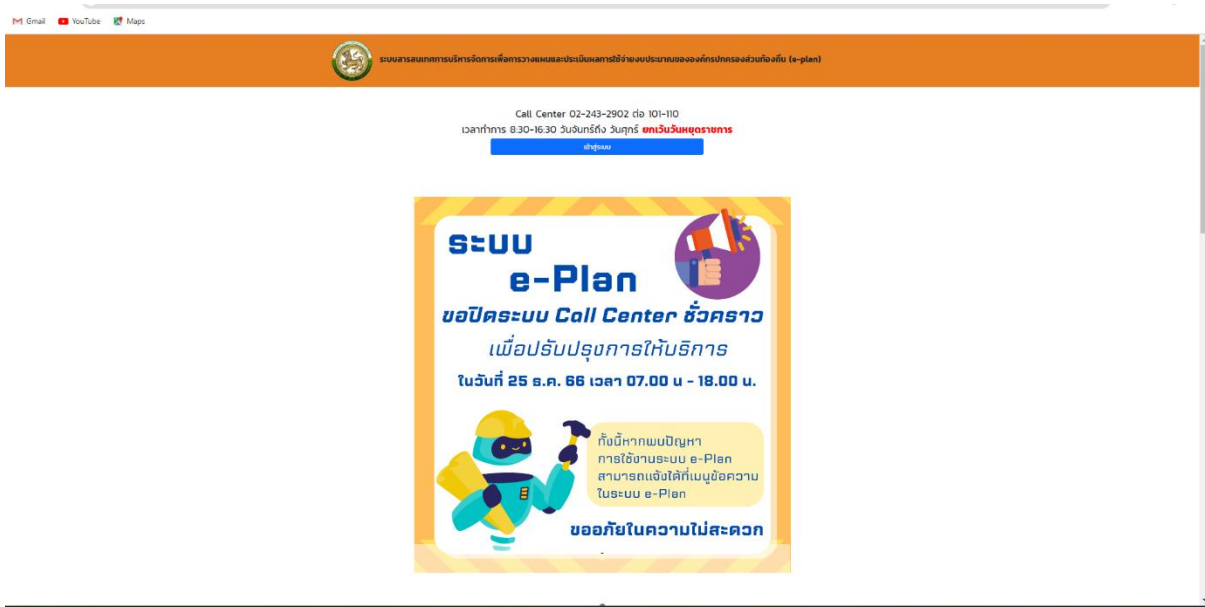 Gmail YouTube Maps
ระบบสารสนเทศการบริหารจัดการเพื่อการวางแผนและประเมินผลการใช้จ่ายงบประมาณขององค์กรปกครองส่วนท้องถิ่น (e-plan)
Call Center 02-243-2902 ต่อ 101-110
เวลาทำการ 8:30-16:30 วันจันทร์ถึง วันศุกร์ ยกเว้นวันหยุดราชการ
เข้าสู่ระบบ
ระบบ
e-Plan
ขอปิดระบบ Call Center ชั่วคราว
เพื่อปรับปรุงการให้บริการ
ในวันที่ 25 ธ.ค. 66 เวลา 07.00 น - 18.00 น.
ทั้งนี้หากพบปัญหา
การใช้งานระบบ e-Plan
สามารถแจ้งได้ที่เมนูข้อความ
ในระบบ e-Plan
ขออภัยในความไม่สะดวก